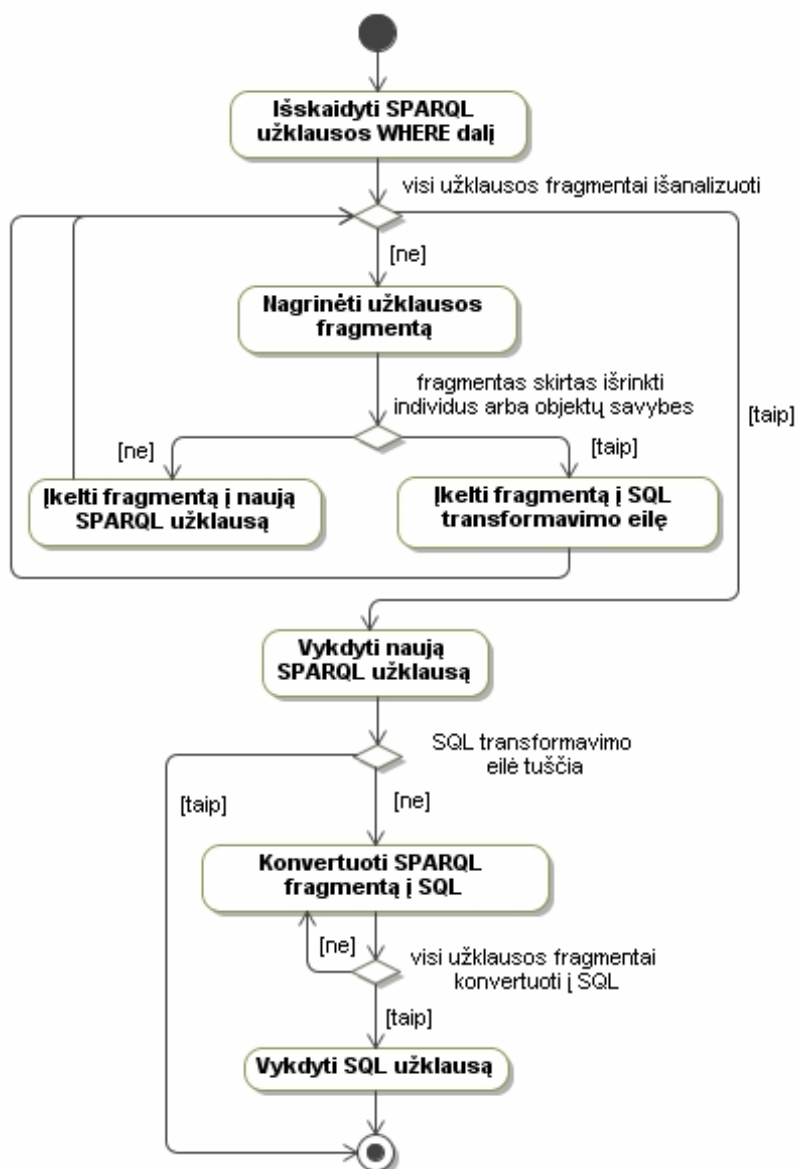 Išskaidyti SPARQL
užklausos WHERE dalį
visi užklausos fragmentai išanalizuoti
[ne]
Nagrinėti užklausos
fragmentą
fragmentas skirtas išrinkti
individus arba objektų savybes
[taip]
[ne]
[taip]
Įkelti fragmentą į naują
SPARQL užklausą
Įkelti fragmentą į SQL
transformavimo eilę
Vykdyti naują
SPARQL užklausą
SQL transformavimo
eilė tuščia
[taip]
[ne]
Konvertuoti SPARQL
fragmentą į SQL
[ne]
visi užklausos fragmentai
konvertuoti į SQL
[taip]
Vykdyti SQL užklausą